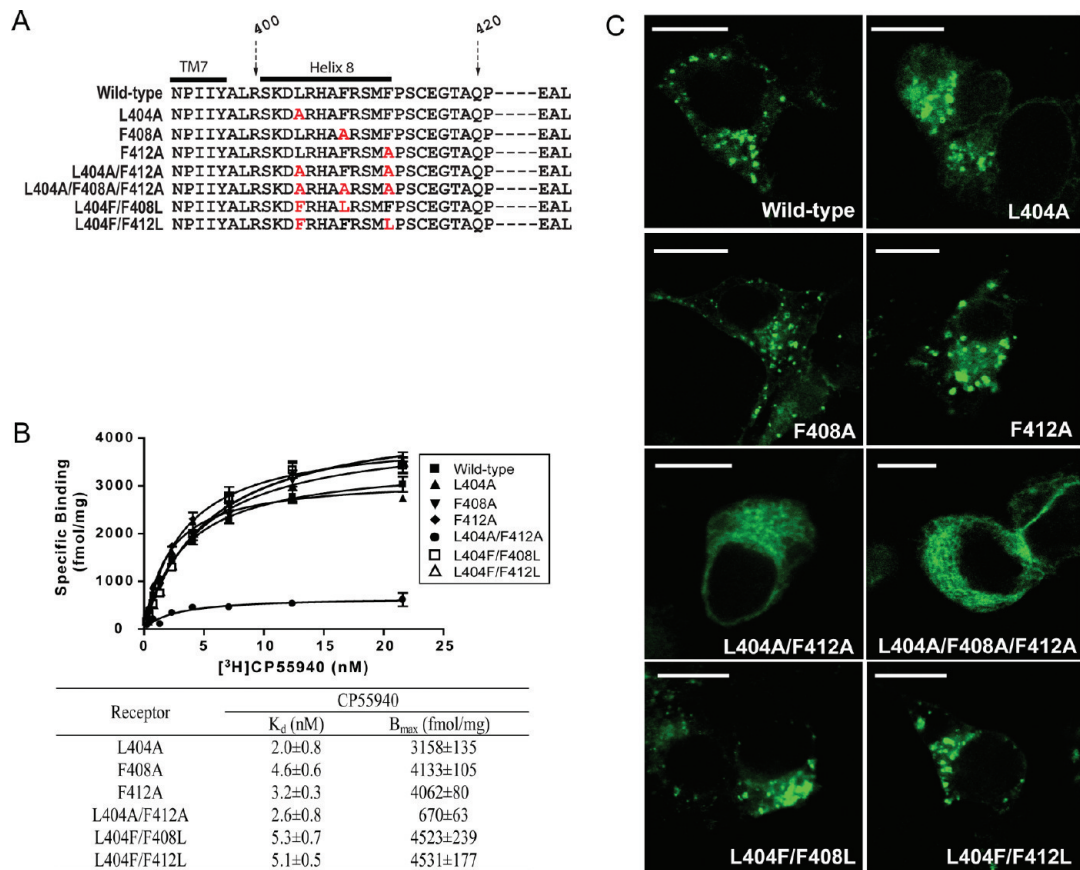 A
400
420
TM7
Helix 8
Wild-type NPIIYALRSKDLRHAFRSMFPSCEGTAQP----EAL
L404A NPIIYALRSKDARHAFRSMFPSCEGTAQP----EAL
F408A NPIIYALRSKDLRHAARSMFPSCEGTAQP----EAL
F412A NPIIYALRSKDLRHAFRSMAPSCEGTAQP----EAL
L404A/F412A NPIIYALRSKDARHAFRSMAPSCEGTAQP----EAL
L404A/F408A/F412A NPIIYALRSKDARHAARSMAPSCEGTAQP----EAL
L404F/F408L NPIIYALRSKDFRHALRSMFPSCEGTAQP----EAL
L404F/F412L NPIIYALRSKDFRHAFRSMLPSCEGTAQP----EAL
B
Specific Binding
(fmol/mg)
4000
3000
2000
1000
0
0 5 10 15 20 25
[³H]CP55940 (nM)
Wild-type
L404A
F408A
F412A
L404A/F412A
L404F/F408L
L404F/F412L
Receptor CP55940
Kd (nM) Bmax (fmol/mg)
L404A 2.0±0.8 3158±135
F408A 4.6±0.6 4133±105
F412A 3.2±0.3 4062±80
L404A/F412A 2.6±0.8 670±63
L404F/F408L 5.3±0.7 4523±239
L404F/F412L 5.1±0.5 4531±177
C
Wild-type
L404A
F408A
F412A
L404A/F412A
L404A/F408A/F412A
L404F/F408L
L404F/F412L